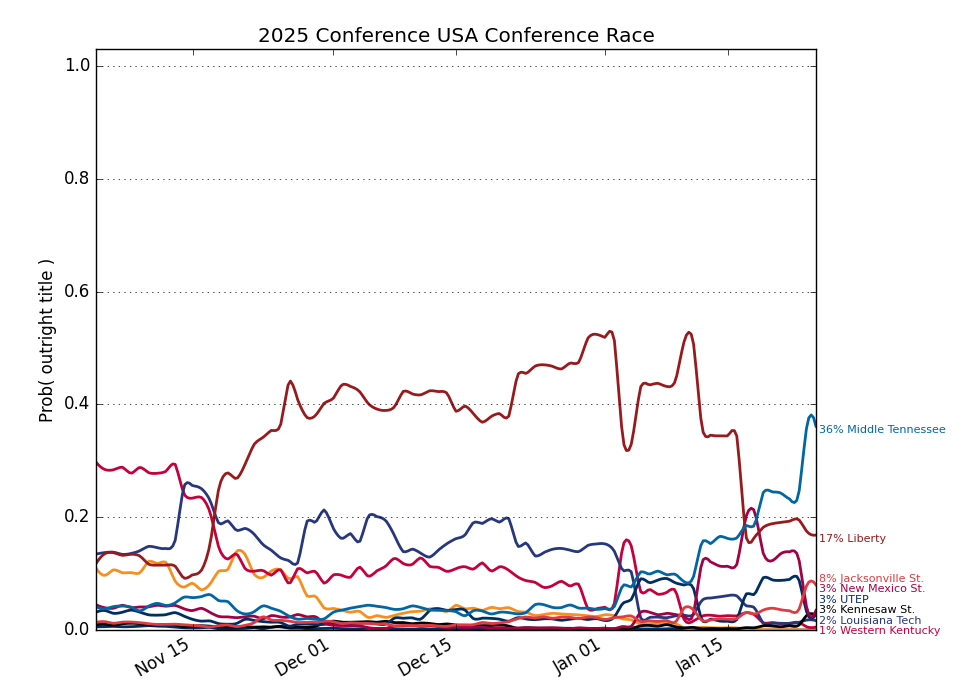 2025 Conference USA Conference Race
Prob( outright title )
1.0
0.8
0.6
0.4
0.2
0.0
Nov 15
Dec 01
Dec 15
Jan 01
Jan 15
36% Middle Tennessee
17% Liberty
8% Jacksonville St.
3% New Mexico St.
3% UTEP
3% Kennesaw St.
2% Louisiana Tech
1% Western Kentucky